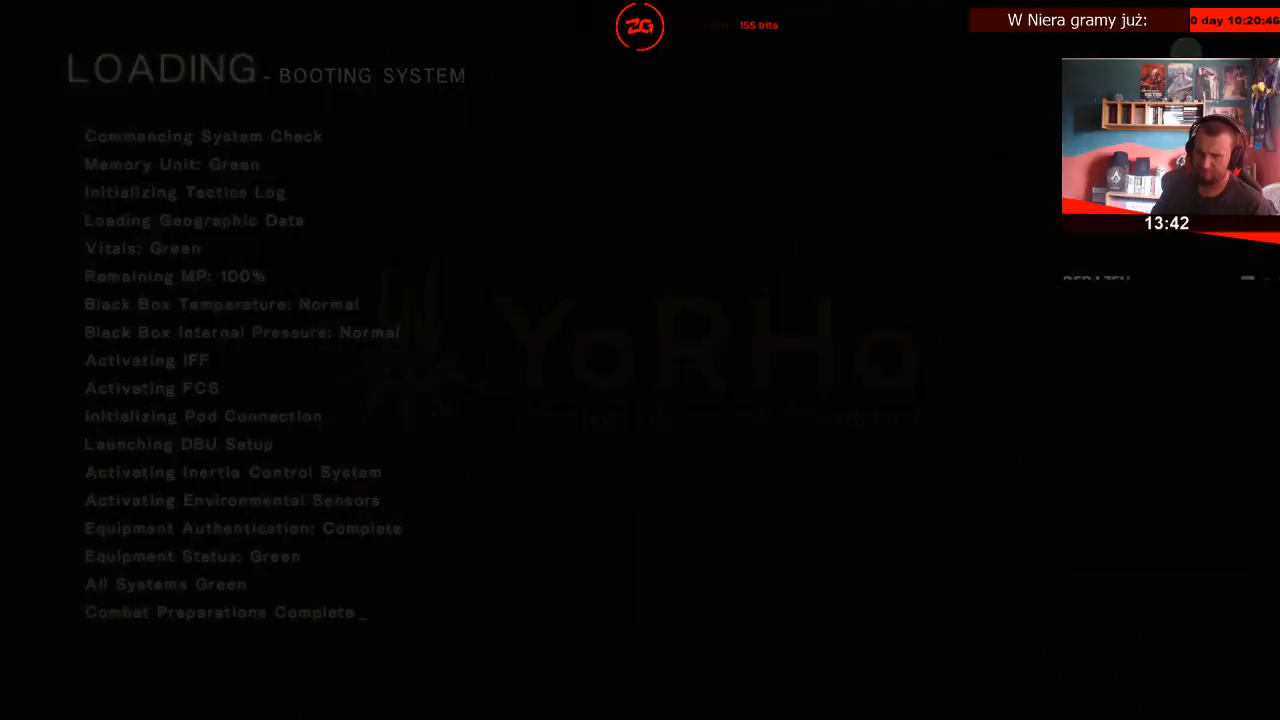 ZG
155 bits
W Niera gramy już:
0 day 10:20:46
LOADING - BOOTING SYSTEM
Commencing System Check
Memory Unit: Green
Initializing Tactics Log
Loading Geographic Data
Vitals: Green
Remaining MP: 100%
Black Box Temperature: Normal
Black Box Internal Pressure: Normal
Activating IFF
Activating FCS
Initializing Pod Connection
Launching DBU Setup
Activating Inertia Control System
Activating Environmental Sensors
Equipment Authentication: Complete
Equipment Status: Green
All Systems Green
Combat Preparations Complete_
YoRHa
13:42